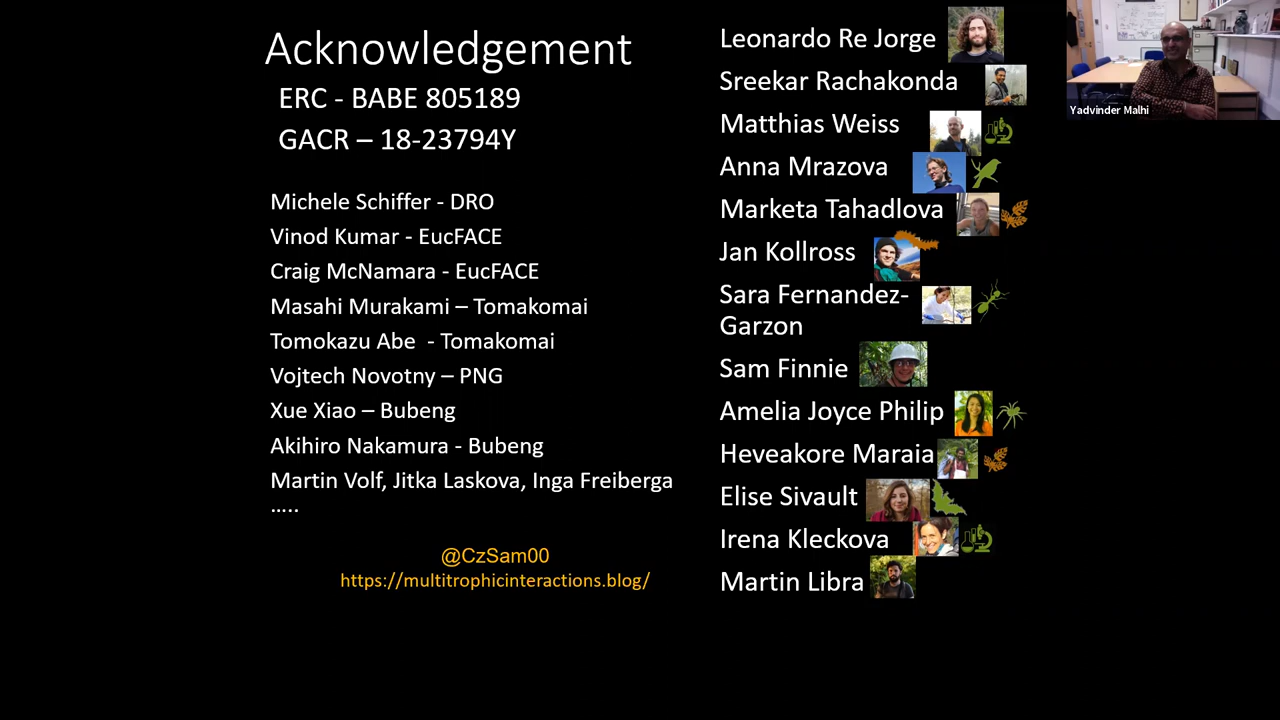 Acknowledgement
ERC - BABE 805189
GACR – 18-23794Y
Michele Schiffer - DRO
Vinod Kumar - EucFACE
Craig McNamara - EucFACE
Masahi Murakami – Tomakomai
Tomokazu Abe  - Tomakomai
Vojtech Novotny – PNG
Xue Xiao – Bubeng
Akihiro Nakamura - Bubeng
Martin Volf, Jitka Laskova, Inga Freiberga
.....
@CzSam00
https://multitrophicinteractions.blog/
Leonardo Re Jorge
Sreekar Rachakonda
Matthias Weiss
Anna Mrazova
Marketa Tahadlova
Jan Kollross
Sara Fernandez-
Garzon
Sam Finnie
Amelia Joyce Philip
Heveakore Maraia
Elise Sivault
Irena Kleckova
Martin Libra
Yadvinder Malhi